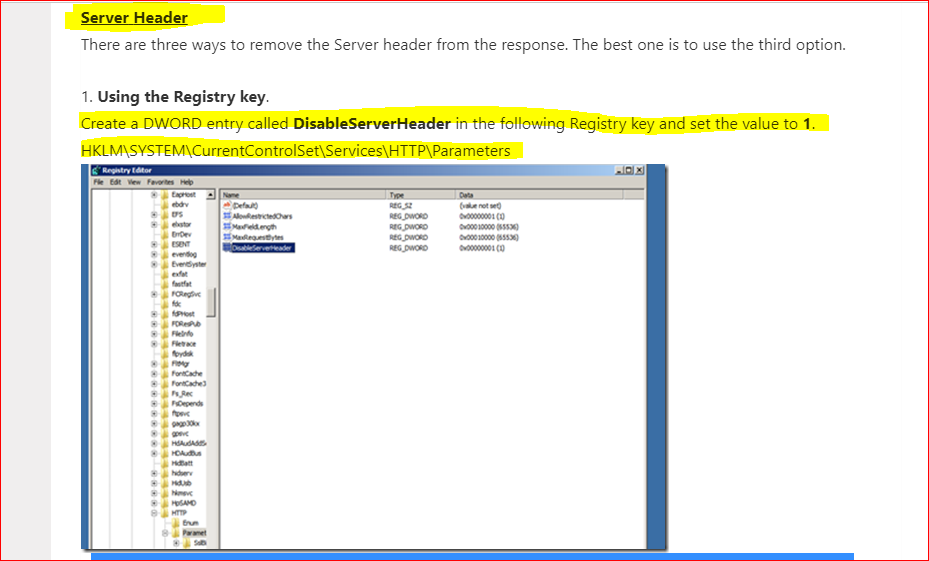 Server Header
There are three ways to remove the Server header from the response. The best one is to use the third option.
1. Using the Registry key.
Create a DWORD entry called DisableServerHeader in the following Registry key and set the value to 1.
HKLM\SYSTEM\CurrentControlSet\Services\HTTP\Parameters
Registry Editor
File Edit View Favorites Help
Name Type Data
(Default) REG_SZ (value not set)
AllowRestrictedChars REG_DWORD 0x00000001 (1)
MaxFieldLength REG_DWORD 0x00010000 (65536)
MaxRequestBytes REG_DWORD 0x00010000 (65536)
DisableServerHeader REG_DWORD 0x00000001 (1)
EapHost
ebdrv
EFS
elxstor
ErrDev
ESENT
eventlog
EventSyster
exfat
fastfat
FCRegSvc
fdc
fdPHost
FDResPub
FileInfo
Filetrace
flpydisk
FltMgr
FontCache
FontCache3
Fs_Rec
FsDepends
ftpsvc
gagp30kx
gpsvc
HdAudAddS
HDAudBus
HidBatt
hidserv
HidUsb
hkmsvc
HpSAMD
HTTP
Enum
Paramet